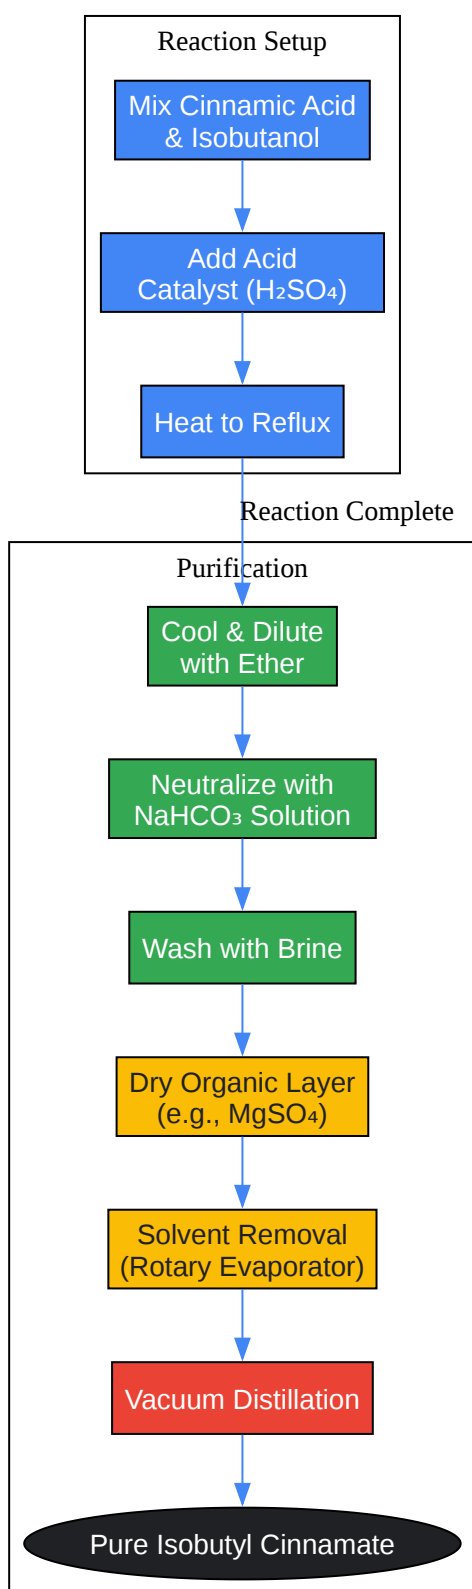 Reaction Setup
Mix Cinnamic Acid
& Isobutanol
Add Acid
Catalyst (H₂SO₄)
Heat to Reflux
Reaction Complete
Purification
Cool & Dilute
with Ether
Neutralize with
NaHCO₃ Solution
Wash with Brine
Dry Organic Layer
(e.g., MgSO₄)
Solvent Removal
(Rotary Evaporator)
Vacuum Distillation
Pure Isobutyl Cinnamate